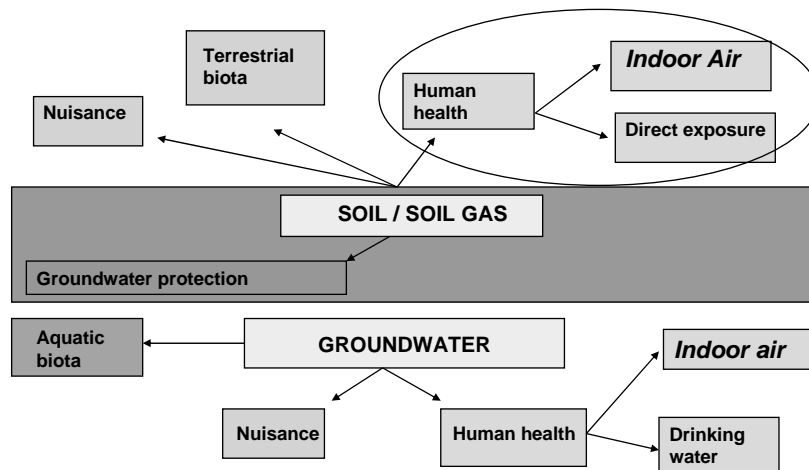 Terrestrial
biota
Indoor Air
Human
health
Nuisance
Direct exposure
SOIL / SOIL GAS
Groundwater protection
Aquatic
biota
GROUNDWATER
Indoor air
Nuisance
Human health
Drinking
water